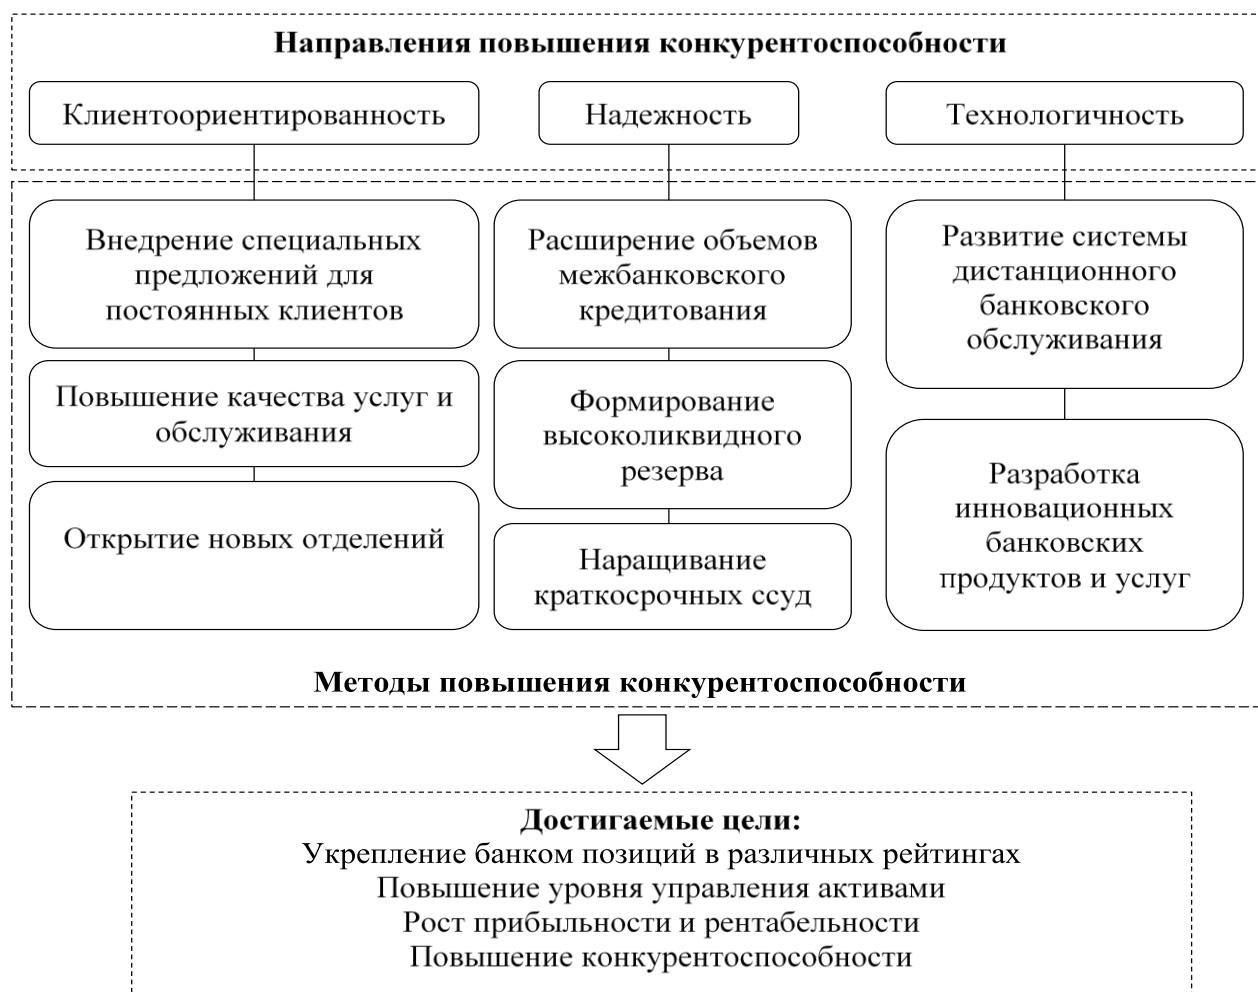 Направления повышения конкурентоспособности
Клиентоориентированность
Надежность
Технологичность
Внедрение специальных
предложений для
постоянных клиентов
Повышение качества услуг и
обслуживания
Открытие новых отделений
Расширение объемов
межбанковского
кредитования
Формирование
высоколиквидного
резерва
Наращивание
краткосрочных ссуд
Развитие системы
дистанционного
банковского
обслуживания
Разработка
инновационных
банковских
продуктов и услуг
Методы повышения конкурентоспособности
Достигаемые цели:
Укрепление банком позиций в различных рейтингах
Повышение уровня управления активами
Рост прибыльности и рентабельности
Повышение конкурентоспособности